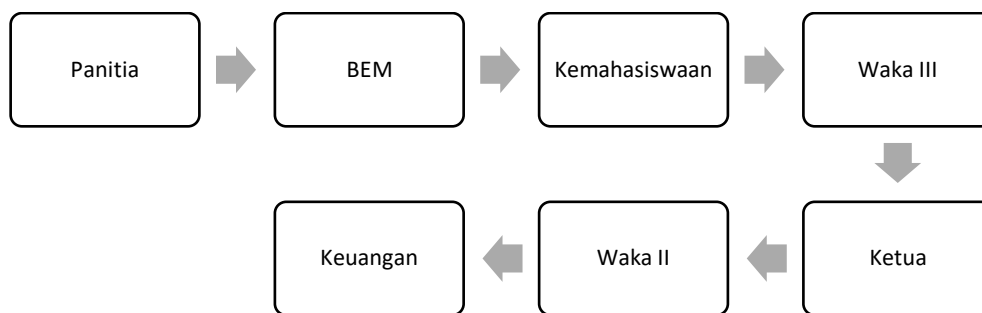 Panitia
BEM
Kemahasiswaan
Waka III
Ketua
Waka II
Keuangan